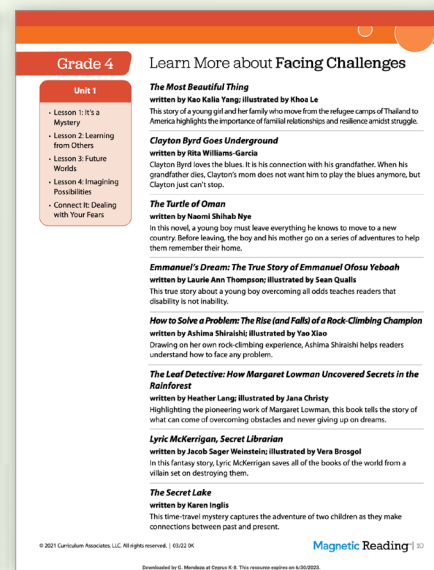 Grade 4
Unit 1
• Lesson 1: It's a
Mystery
• Lesson 2: Learning
from Others
• Lesson 3: Future
Worlds
• Lesson 4: Imagining
Possibilities
• Connect It: Dealing
with Your Fears
Learn More about Facing Challenges
The Most Beautiful Thing
written by Kao Kalia Yang; illustrated by Khoa Le
This story of a young girl and her family who move from the refugee camps of Thailand to
America highlights the importance of familial relationships and resilience amidst struggle.
Clayton Byrd Goes Underground
written by Rita Williams-Garcia
Clayton Byrd loves the blues. It is his connection with his grandfather. When his
grandfather dies, Clayton's mom does not want him to play the blues anymore, but
Clayton just can't stop.
The Turtle of Oman
written by Naomi Shihab Nye
In this novel, a young boy must leave everything he knows to move to a new
country. Before leaving, the boy and his mother go on a series of adventures to help
them remember their home.
Emmanuel's Dream: The True Story of Emmanuel Ofosu Yeboah
written by Laurie Ann Thompson; illustrated by Sean Qualls
This true story about a young boy overcoming all odds teaches readers that
disability is not inability.
How to Solve a Problem: The Rise (and Falls) of a Rock-Climbing Champion
written by Ashima Shiraishi; illustrated by Yao Xiao
Drawing on her own rock-climbing experience, Ashima Shiraishi helps readers
understand how to face any problem.
The Leaf Detective: How Margaret Lowman Uncovered Secrets in the
Rainforest
written by Heather Lang; illustrated by Jana Christy
Highlighting the pioneering work of Margaret Lowman, this book tells the story of
what can come of overcoming obstacles and never giving up on dreams.
Lyric McKerrigan, Secret Librarian
written by Jacob Sager Weinstein; illustrated by Vera Brosgol
In this fantasy story, Lyric McKerrigan saves all of the books of the world from a
villain set on destroying them.
The Secret Lake
written by Karen Inglis
This time-travel mystery captures the adventure of two children as they make
connections between past and present.
© 2021 Curriculum Associates, LLC. All rights reserved. | 03/22 0K
Magnetic Reading
Downloaded by G. Mendoza at Cyprus K-8. This resource expires on 6/30/2023.